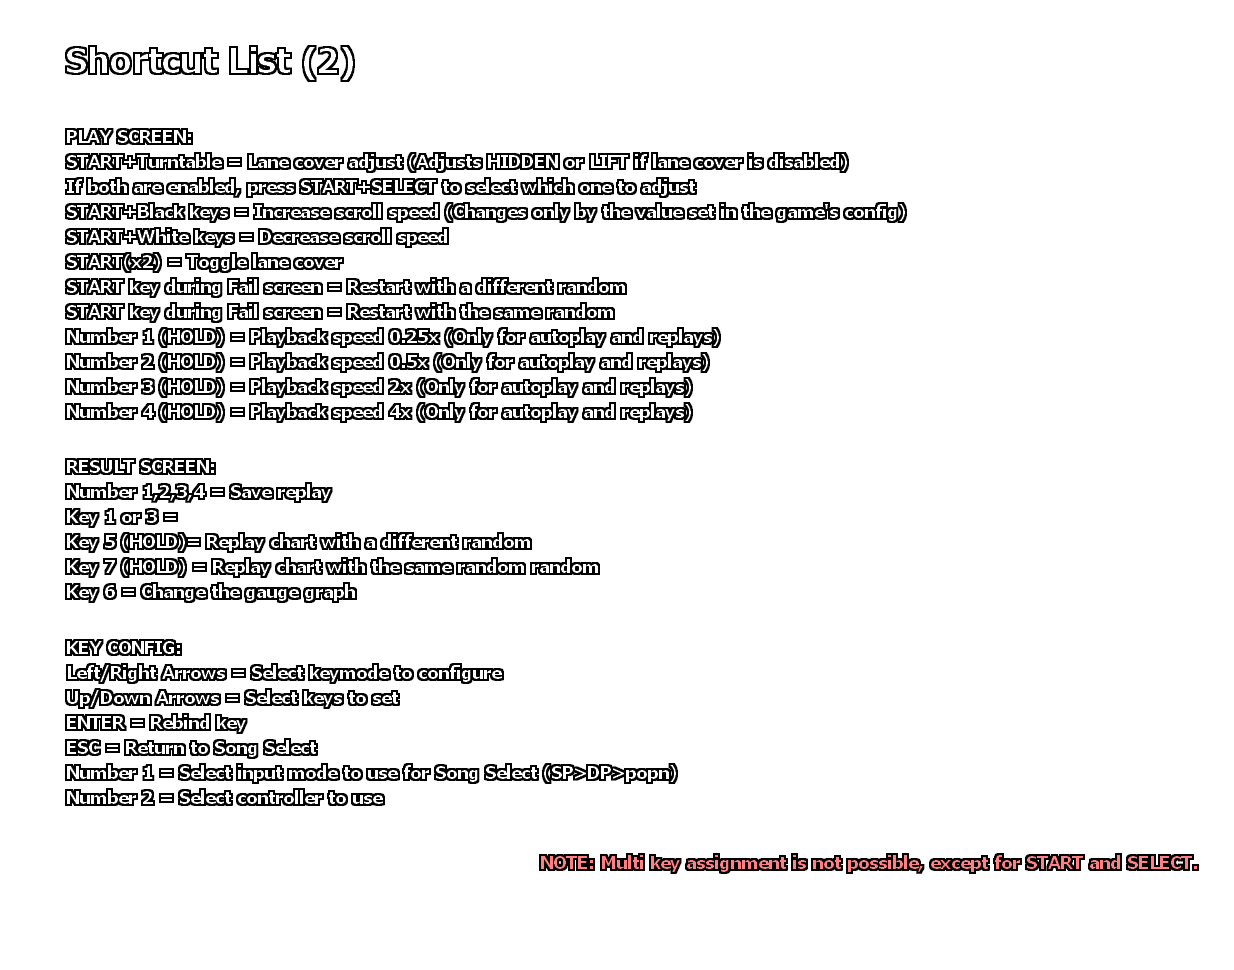 Shortcut List (2)
PLAY SCREEN:
START+Turntable = Lane cover adjust (Adjusts HIDDEN or LIFT if lane cover is disabled)
If both are enabled, press START+SELECT to select which one to adjust
START+Black keys = Increase scroll speed (Changes only by the value set in the game's config)
START+White keys = Decrease scroll speed
START(x2) = Toggle lane cover
START key during Fail screen = Restart with a different random
START key during Fail screen = Restart with the same random
Number 1 (HOLD) = Playback speed 0.25x (Only for autoplay and replays)
Number 2 (HOLD) = Playback speed 0.5x (Only for autoplay and replays)
Number 3 (HOLD) = Playback speed 2x (Only for autoplay and replays)
Number 4 (HOLD) = Playback speed 4x (Only for autoplay and replays)
RESULT SCREEN:
Number 1,2,3,4 = Save replay
Key 1 or 3 =
Key 5 (HOLD)= Replay chart with a different random
Key 7 (HOLD) = Replay chart with the same random random
Key 6 = Change the gauge graph
KEY CONFIG:
Left/Right Arrows = Select keymode to configure
Up/Down Arrows = Select keys to set
ENTER = Rebind key
ESC = Return to Song Select
Number 1 = Select input mode to use for Song Select (SP>DP>popn)
Number 2 = Select controller to use
NOTE: Multi key assignment is not possible, except for START and SELECT.